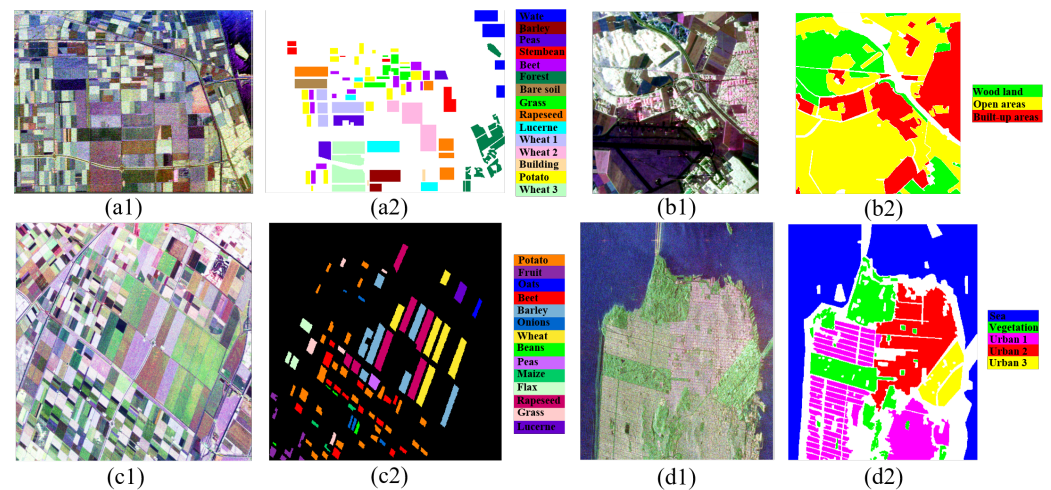 Wate
Barley
Peas
Stembean
Beet
Forest
Bare soil
Grass
Rapeseed
Lucerne
Wheat 1
Wheat 2
Building
Potato
Wheat 3
Wood land
Open areas
Built-up areas
(a1)
(a2)
(b1)
(b2)
Potato
Fruit
Oats
Beet
Barley
Onions
Wheat
Beans
Peas
Maize
Flax
Rapeseed
Grass
Lucerne
Sea
Vegetation
Urban 1
Urban 2
Urban 3
(c1)
(c2)
(d1)
(d2)